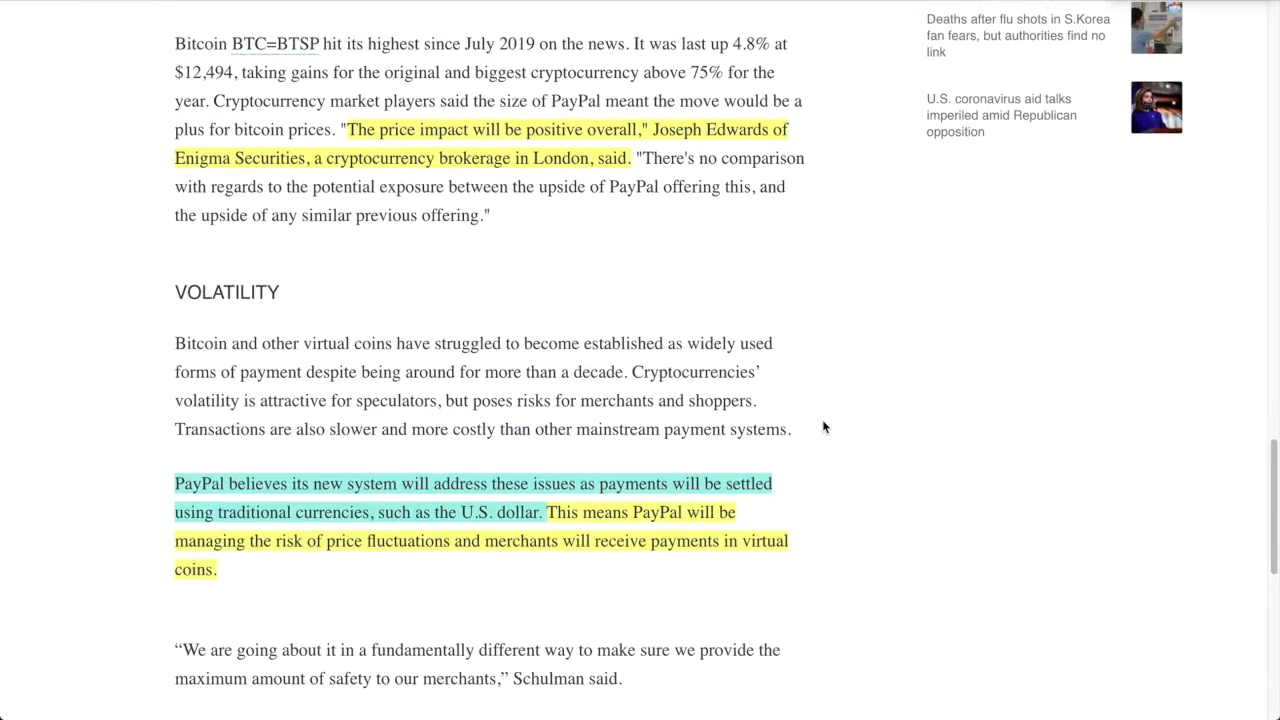 Bitcoin BTC=BTSP hit its highest since July 2019 on the news. It was last up 4.8% at
$12,494, taking gains for the original and biggest cryptocurrency above 75% for the
year. Cryptocurrency market players said the size of PayPal meant the move would be a
plus for bitcoin prices. "The price impact will be positive overall," Joseph Edwards of
Enigma Securities, a cryptocurrency brokerage in London, said. "There's no comparison
with regards to the potential exposure between the upside of PayPal offering this, and
the upside of any similar previous offering."
VOLATILITY
Bitcoin and other virtual coins have struggled to become established as widely used
forms of payment despite being around for more than a decade. Cryptocurrencies’
volatility is attractive for speculators, but poses risks for merchants and shoppers.
Transactions are also slower and more costly than other mainstream payment systems.
PayPal believes its new system will address these issues as payments will be settled
using traditional currencies, such as the U.S. dollar. This means PayPal will be
managing the risk of price fluctuations and merchants will receive payments in virtual
coins.
“We are going about it in a fundamentally different way to make sure we provide the
maximum amount of safety to our merchants,” Schulman said.
Deaths after flu shots in S.Korea
fan fears, but authorities find no
link
U.S. coronavirus aid talks
imperiled amid Republican
opposition